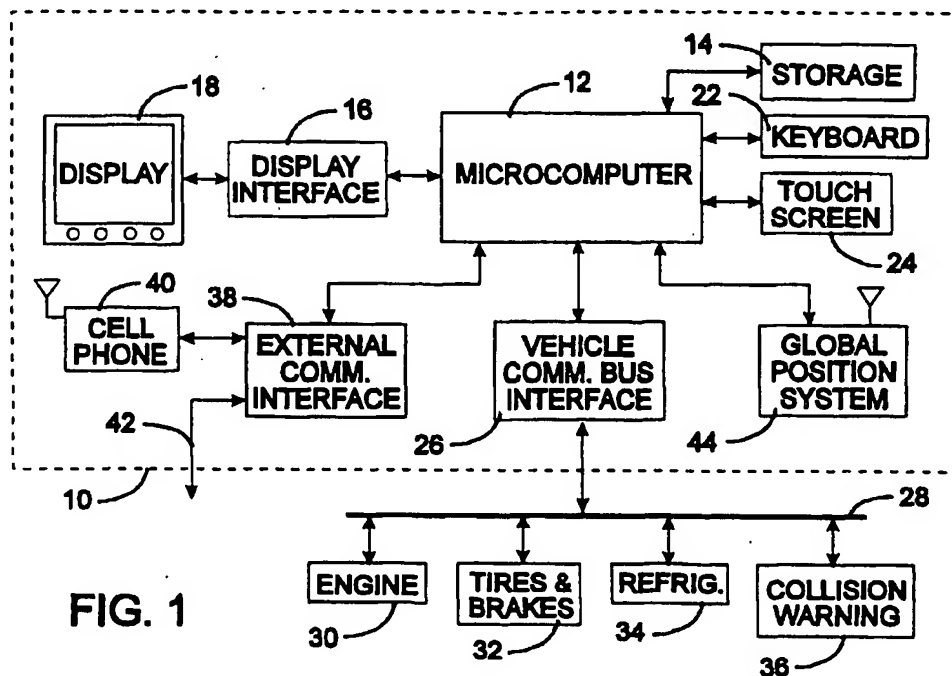 14
STORAGE
18
12
22
16
KEYBOARD
DISPLAY
DISPLAY
INTERFACE
MICROCOMPUTER
TOUCH
SCREEN
24
40
38
CELL
PHONE
EXTERNAL
COMM.
INTERFACE
VEHICLE
COMM. BUS
INTERFACE
GLOBAL
POSITION
SYSTEM
42
26
44
10
28
ENGINE
TIRES &
BRAKES
REFRIG.
COLLISION
WARNING
30
32
34
36
FIG. 1